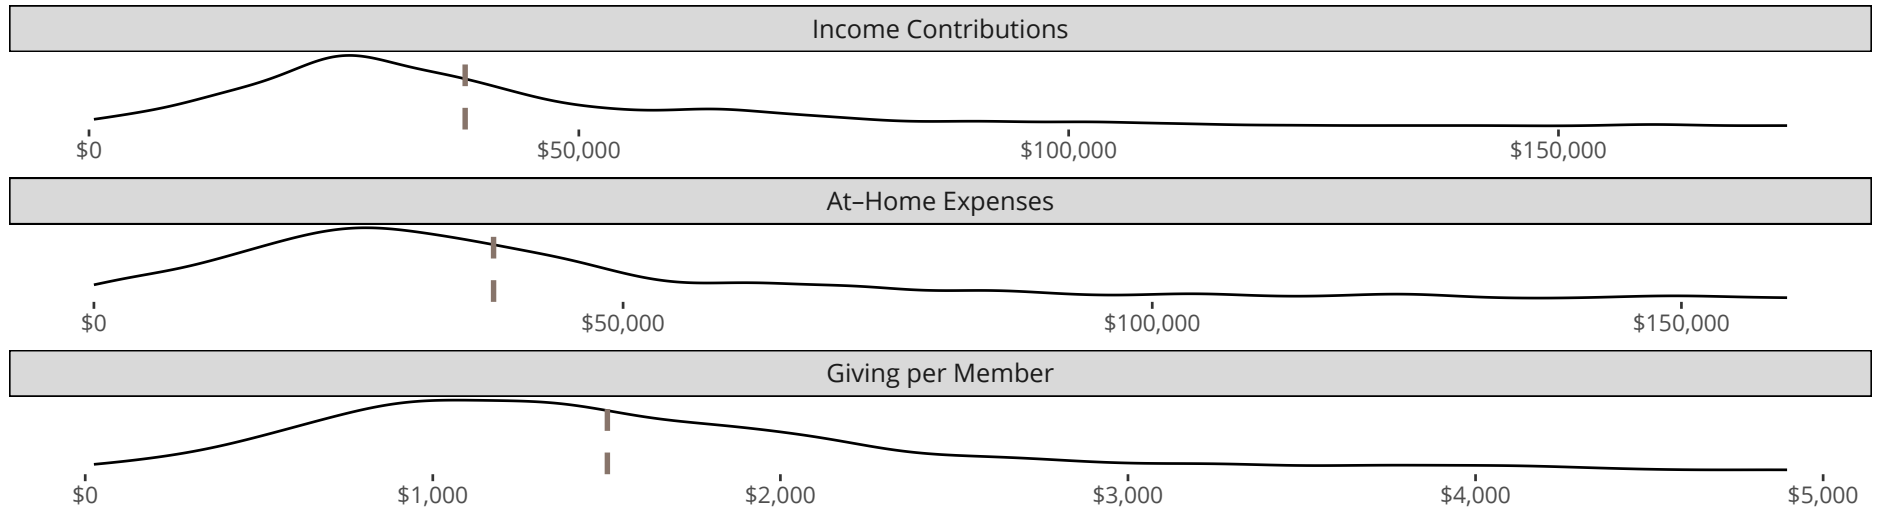 Income Contributions
$0 $50,000 $100,000 $150,000
At–Home Expenses
$0 $50,000 $100,000 $150,000
Giving per Member
$0 $1,000 $2,000 $3,000 $4,000 $5,000